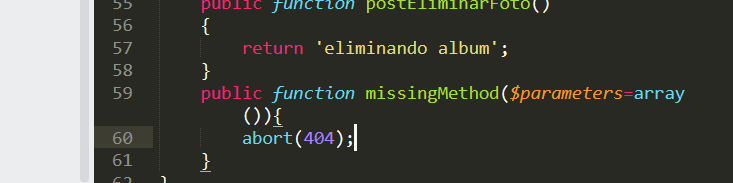 55 public function postEliminarFoto()
56 {
57 return 'eliminando album';
58 }
59 public function missingMethod($parameters=array
()){
60 abort(404);
61 }
62 }